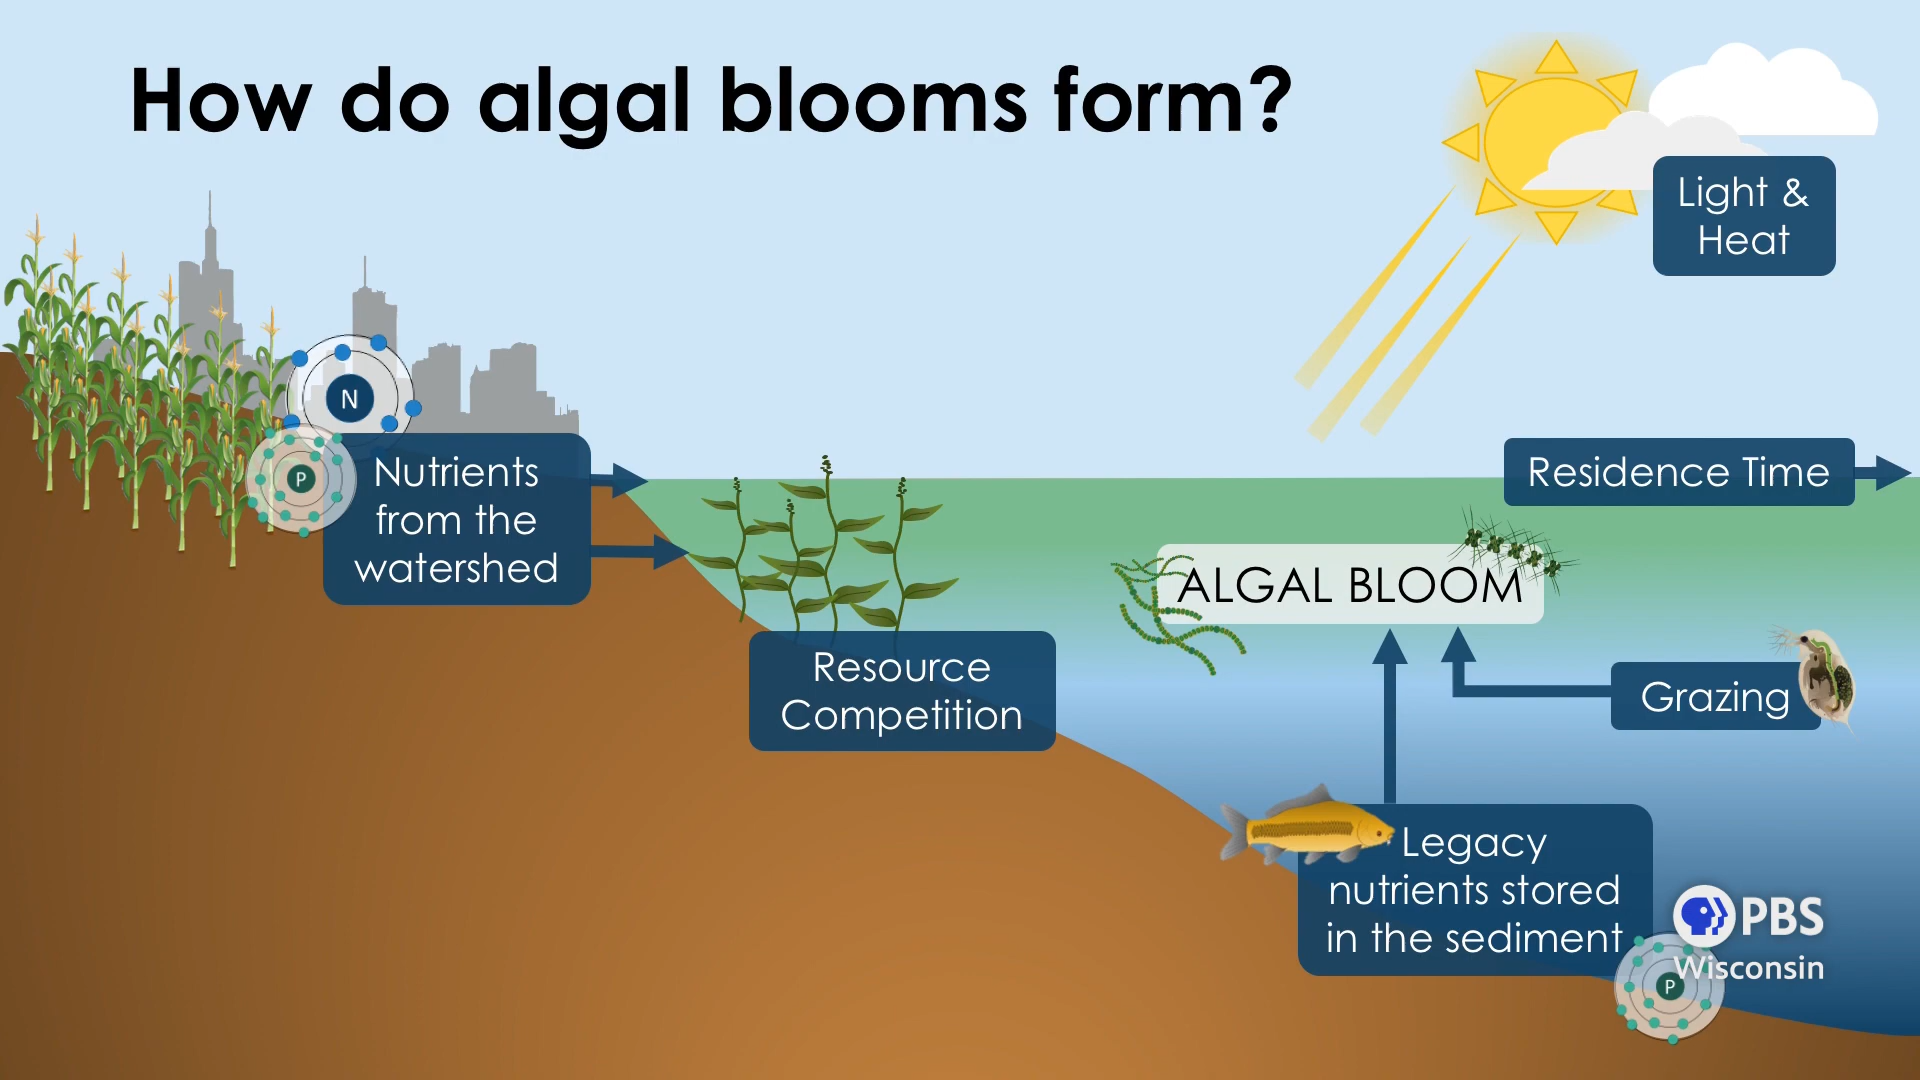 How do algal blooms form?
Light &
Heat
N
P
Nutrients
from the
watershed
Residence Time
ALGAL BLOOM
Resource
Competition
Grazing
Legacy
nutrients stored
in the sediment
PBS
Wisconsin
P